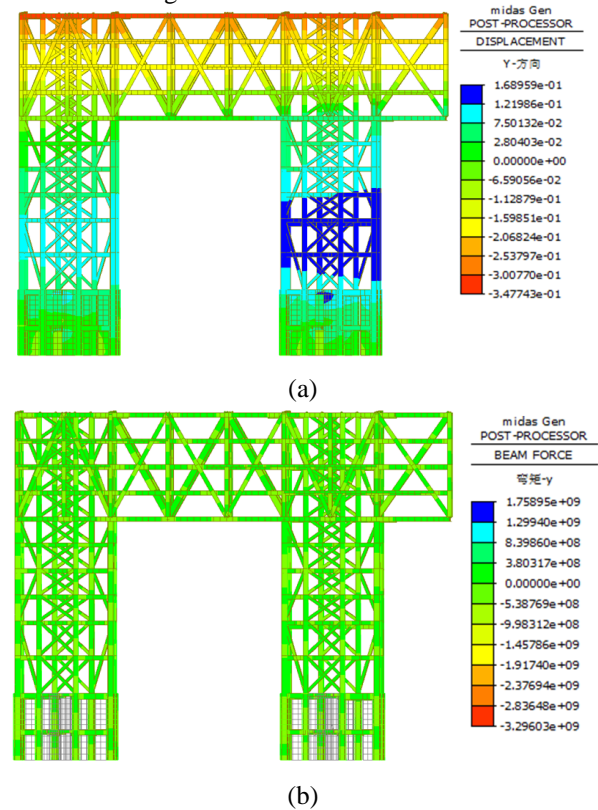 midas Gen
POST-PROCESSOR
DISPLACEMENT
Y-方向
1.68959e-01
1.21986e-01
7.50132e-02
2.80403e-02
0.00000e+00
-6.59056e-02
-1.12879e-01
-1.59851e-01
-2.06824e-01
-2.53797e-01
-3.00770e-01
-3.47743e-01
(a)
midas Gen
POST-PROCESSOR
BEAM FORCE
弯矩-y
1.75895e+09
1.29940e+09
8.39860e+08
3.80317e+08
0.00000e+00
-5.38769e+08
-9.98312e+08
-1.45786e+09
-1.91740e+09
-2.37694e+09
-2.83648e+09
-3.29603e+09
(b)